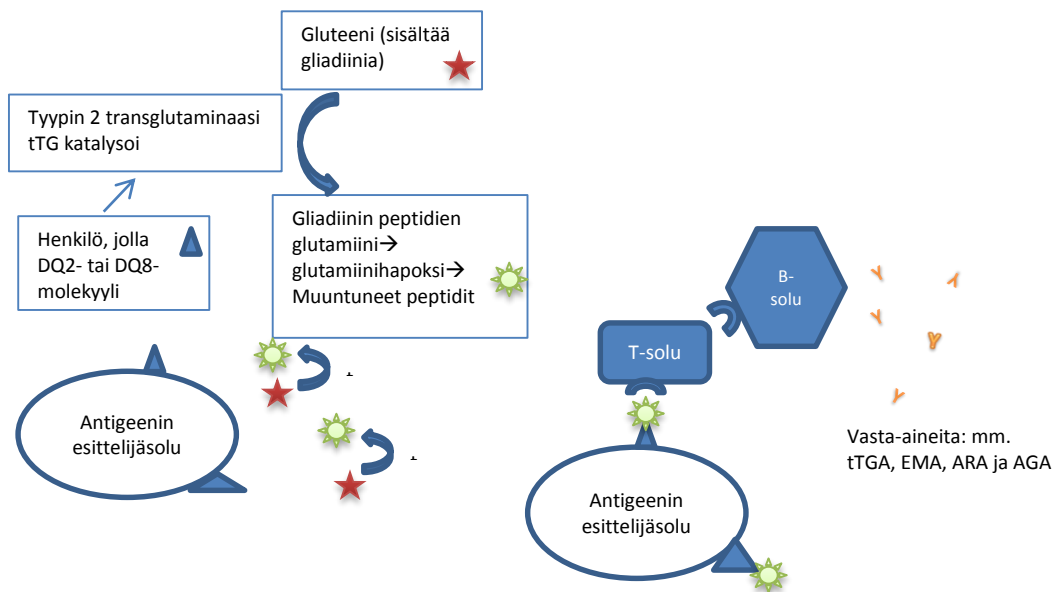 Gluteeni (sisältää
gliadiinia)
Tyypin 2 transglutaminaasi
tTG katalysoi
Henkilö, jolla
DQ2- tai DQ8-
molekyyli
Gliadiinin peptidien
glutamiini→
glutamiinihapoksi→
Muuntuneet peptidit
Antigeenin
esittelijäsolu
T-solu
B-
solu
Antigeenin
esittelijäsolu
Vasta-aineita: mm.
tTGA, EMA, ARA ja AGA